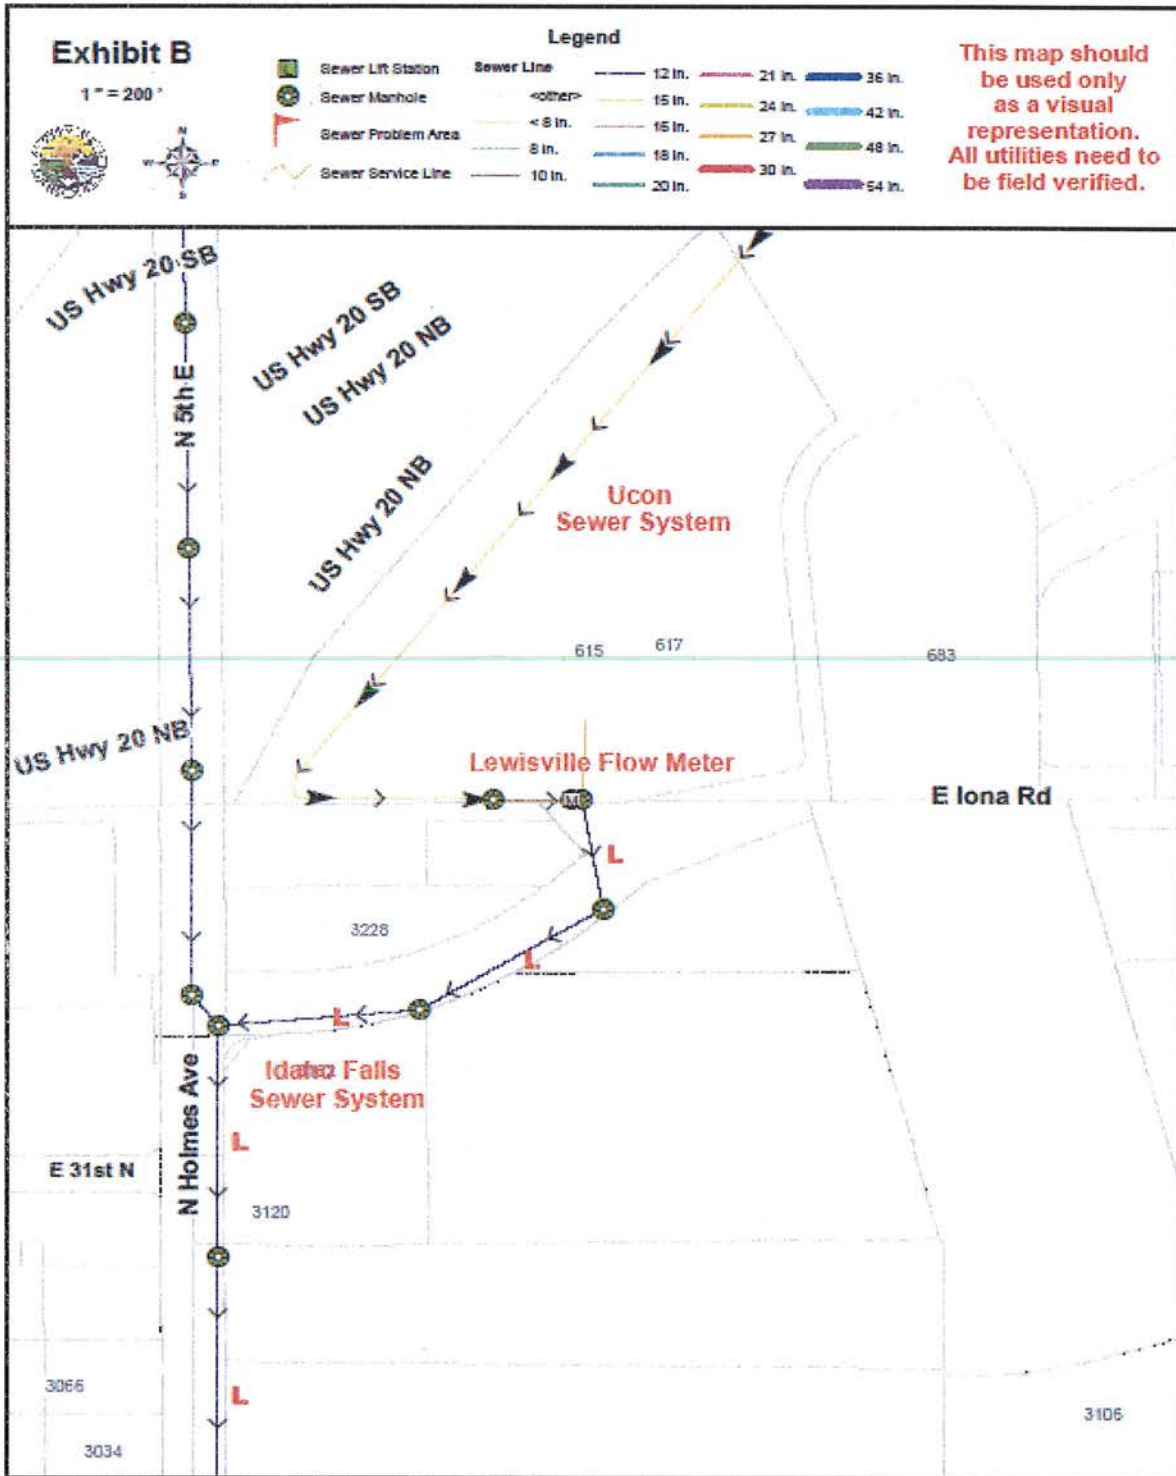 Exhibit B
1 " = 200 '
N
W
E
S
Legend
Sewer Lift Station
Sewer Manhole
Sewer Problem Area
Sewer Service Line
Sewer Line
<other>
< 8 in.
8 in.
10 in.
12 in.
15 in.
16 in.
18 in.
20 in.
21 in.
24 in.
27 in.
30 in.
36 in.
42 in.
48 in.
54 in.
This map should
be used only
as a visual
representation.
All utilities need to
be field verified.
US Hwy 20 SB
US Hwy 20 SB
US Hwy 20 NB
N 5th E
US Hwy 20 NB
Ucon
Sewer System
615
617
683
US Hwy 20 NB
Lewisville Flow Meter
M
E Iona Rd
L
3228
L
L
Idaho Falls
Sewer System
N Holmes Ave
L
E 31st N
3120
L
3066
3106
3034